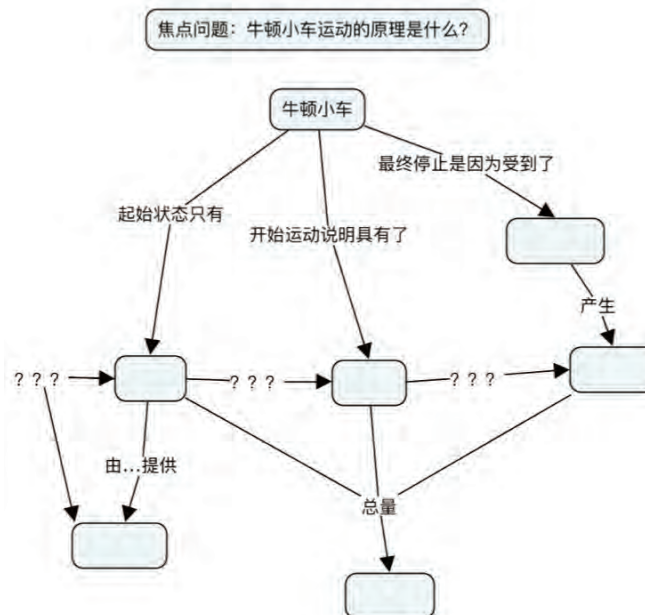 焦点问题：牛顿小车运动的原理是什么？
牛顿小车
最终停止是因为受到了
起始状态只有
开始运动说明具有了
产生
？？？
？？？
？？？
由...提供
总量